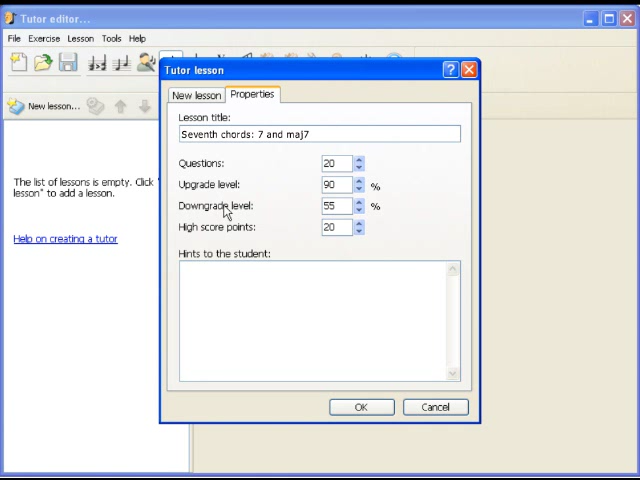 Tutor editor...
File Exercise Lesson Tools Help
New lesson...
The list of lessons is empty. Click
lesson" to add a lesson.
Help on creating a tutor
Tutor lesson
New lesson Properties
Lesson title:
Seventh chords: 7 and maj7
Questions: 20
Upgrade level: 90 %
Downgrade level: 55 %
High score points: 20
Hints to the student:
OK Cancel